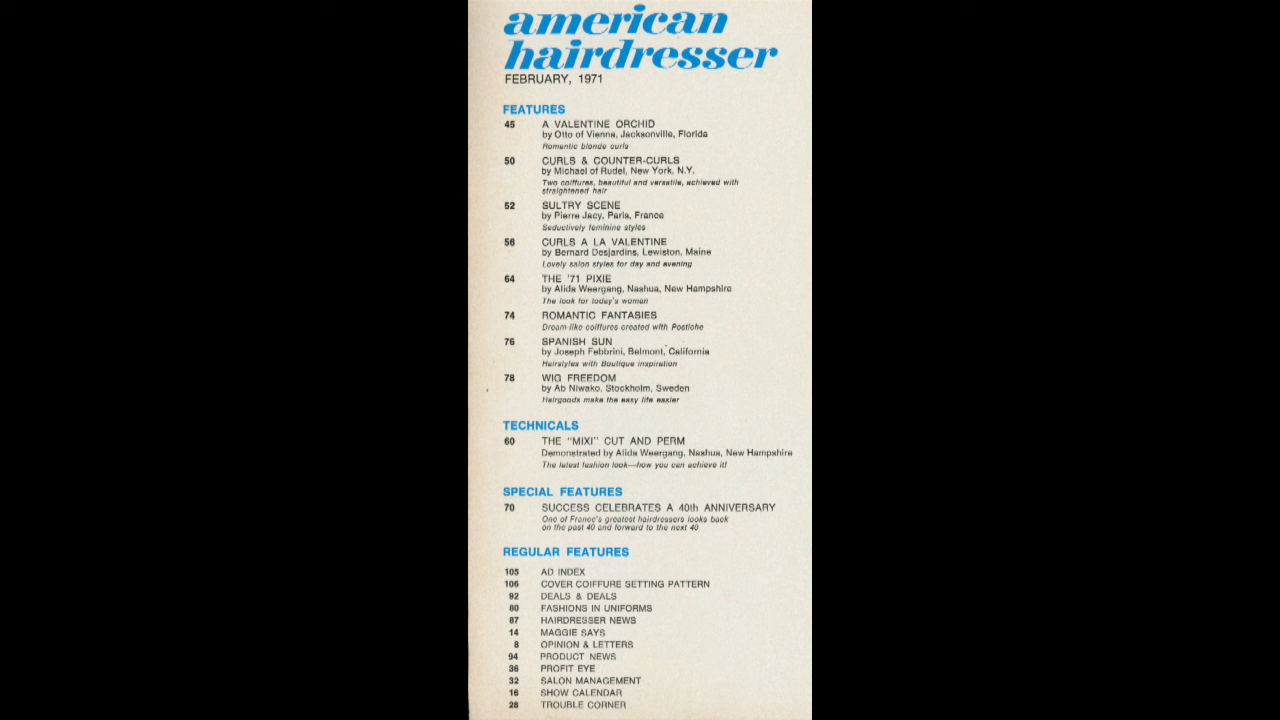 american
hairdresser
FEBRUARY, 1971
FEATURES
45 A VALENTINE ORCHID
by Otto of Vienna, Jacksonville, Florida
Romantic blonde curls
50 CURLS & COUNTER-CURLS
by Michael of Rudel, New York, N.Y.
Two coiffures, beautiful and versatile, achieved with
straightened hair
52 SULTRY SCENE
by Pierre Jacy, Paris, France
Seductively feminine styles
56 CURLS A LA VALENTINE
by Bernard Desjardins, Lewiston, Maine
Lovely salon styles for day and evening
64 THE '71 PIXIE
by Alida Weergang, Nashua, New Hampshire
The look for today's woman
74 ROMANTIC FANTASIES
Dream-like coiffures created with Postiche
76 SPANISH SUN
by Joseph Febbrini, Belmont, California
Hairstyles with Boutique inspiration
78 WIG FREEDOM
by Ab Niwako, Stockholm, Sweden
Hairgoods make the easy life easier
TECHNICALS
60 THE "MIXI" CUT AND PERM
Demonstrated by Alida Weergang, Nashua, New Hampshire
The latest fashion look—how you can achieve it!
SPECIAL FEATURES
70 SUCCESS CELEBRATES A 40th ANNIVERSARY
One of France's greatest hairdressers looks back
on the past 40 and forward to the next 40
REGULAR FEATURES
105 AD INDEX
106 COVER COIFFURE SETTING PATTERN
92 DEALS & DEALS
80 FASHIONS IN UNIFORMS
87 HAIRDRESSER NEWS
14 MAGGIE SAYS
8 OPINION & LETTERS
94 PRODUCT NEWS
36 PROFIT EYE
32 SALON MANAGEMENT
16 SHOW CALENDAR
28 TROUBLE CORNER